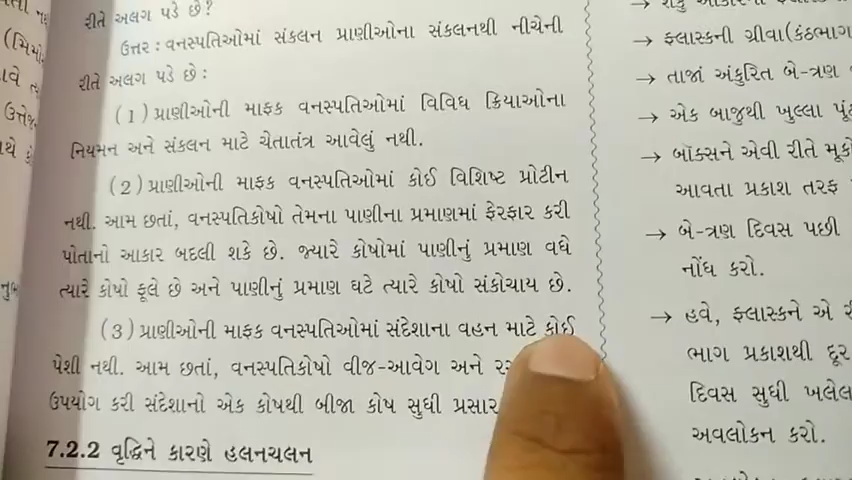 રીતે અલગ પડે છે?
ઉત્તર : વનસ્પતિઓમાં સંકલન પ્રાણીઓના સંકલનથી નીચેની
રીતે અલગ પડે છે :
(1) પ્રાણીઓની માફક વનસ્પતિઓમાં વિવિધ ક્રિયાઓના
નિયમન અને સંકલન માટે ચેતાતંત્ર આવેલું નથી.
(2) પ્રાણીઓની માફક વનસ્પતિઓમાં કોઈ વિશિષ્ટ પ્રોટીન
નથી. આમ છતાં, વનસ્પતિકોષો તેમના પાણીના પ્રમાણમાં ફેરફાર કરી
પોતાનો આકાર બદલી શકે છે. જ્યારે કોષોમાં પાણીનું પ્રમાણ વધે
ત્યારે કોષો ફૂલે છે અને પાણીનું પ્રમાણ ઘટે ત્યારે કોષો સંકોચાય છે.
(3) પ્રાણીઓની માફક વનસ્પતિઓમાં સંદેશાના વહન માટે કોઈ
પેશી નથી. આમ છતાં, વનસ્પતિકોષો વીજ-આવેગ અને
ઉપયોગ કરી સંદેશાનો એક કોષથી બીજા કોષ સુધી પ્રસાર
7.2.2 વૃદ્ધિને કારણે હલનચલન
→ ફ્લાસ્કની ગ્રીવા(કંઠભાગ
→ તાજાં અંકુરિત બે-ત્રણ
→ એક બાજુથી ખુલ્લા
→ બૉક્સને એવી રીતે મૂકો
આવતા પ્રકાશ તરફ
→ બે-ત્રણ દિવસ પછી
નોંધ કરો.
→ હવે, ફ્લાસ્કને એ
ભાગ પ્રકાશથી દૂર
દિવસ સુધી
અવલોકન કરો.